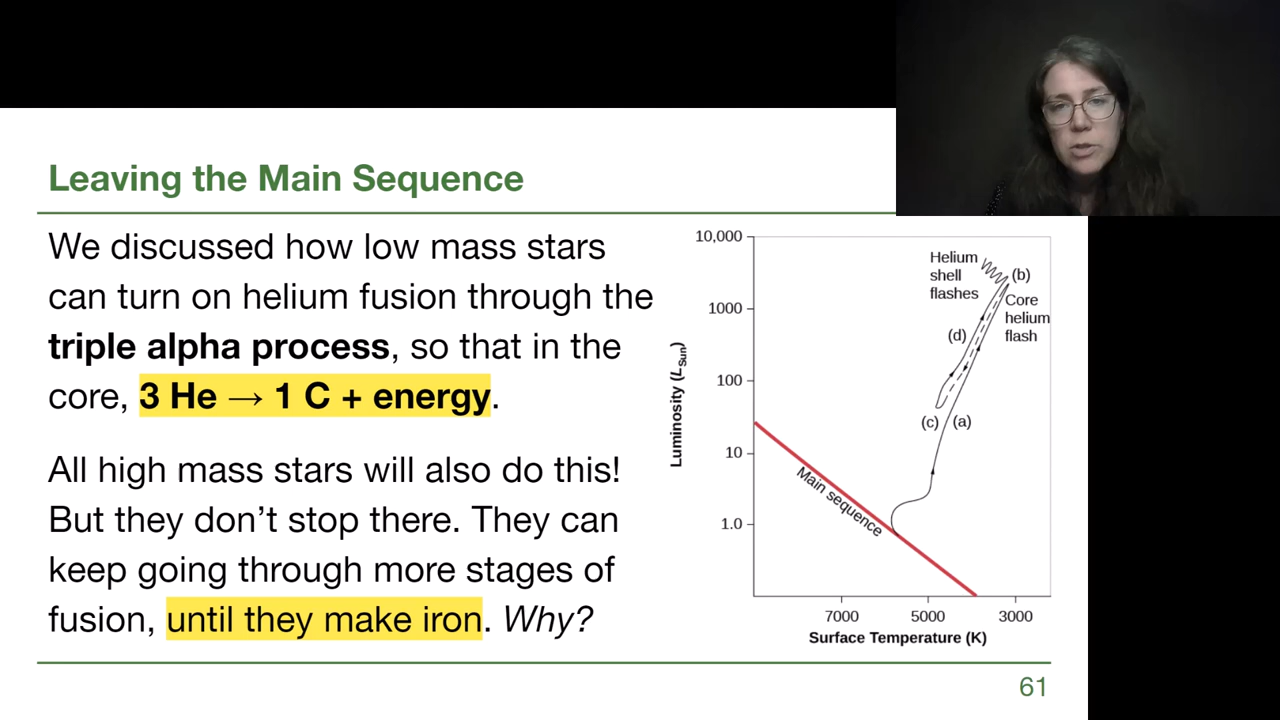 Leaving the Main Sequence
We discussed how low mass stars
can turn on helium fusion through the
triple alpha process, so that in the
core, 3 He → 1 C + energy.
All high mass stars will also do this!
But they don’t stop there. They can
keep going through more stages of
fusion, until they make iron. Why?
10,000
1000
100
10
1.0
Luminosity (LSun)
Helium
shell
flashes
(b)
Core
helium
flash
(d)
(c)
(a)
Main sequence
7000
5000
3000
Surface Temperature (K)
61